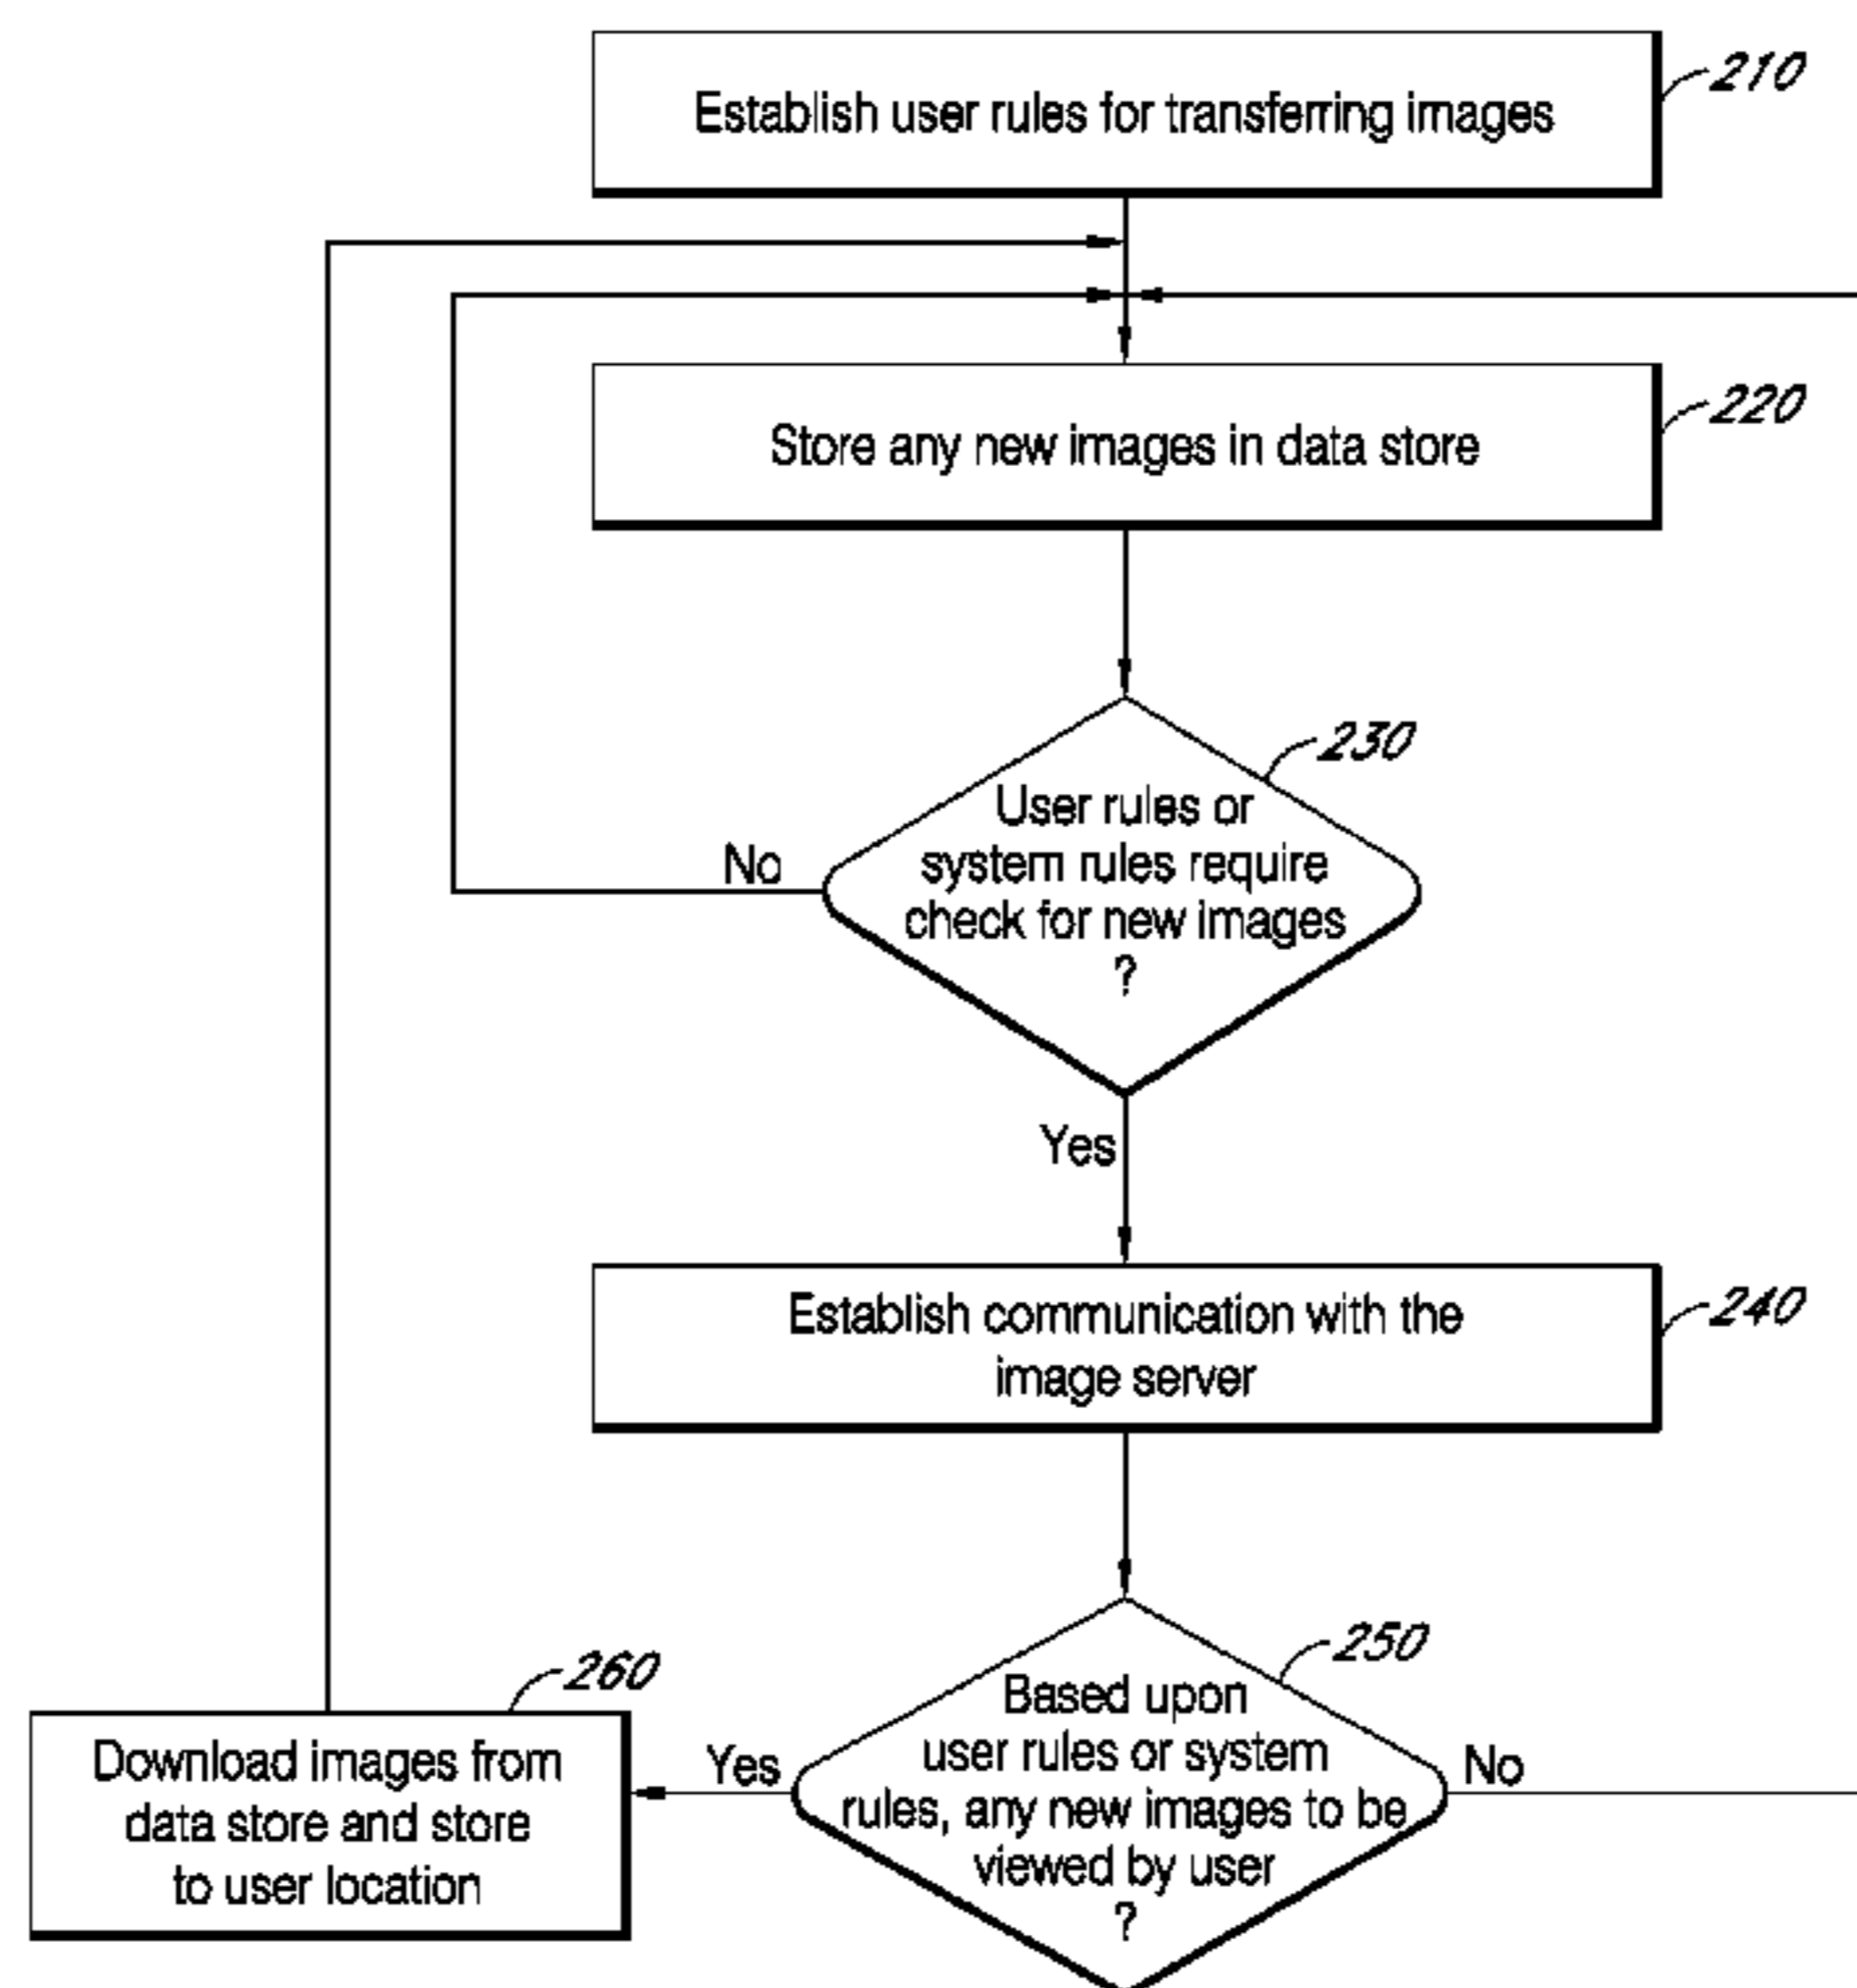 210
Establish user rules for transferring images
220
Store any new images in data store
230
User rules or
system rules require
check for new images
?
No
Yes
240
Establish communication with the
image server
250
Based upon
user rules or system
rules, any new images to be
viewed by user
?
Yes
No
260
Download images from
data store and store
to user location